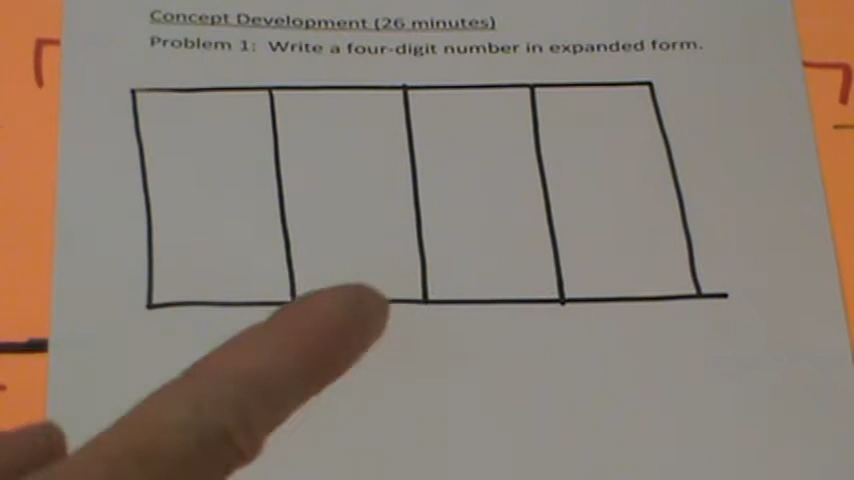 Concept Development (26 minutes)
Problem 1: Write a four-digit number in expanded form.